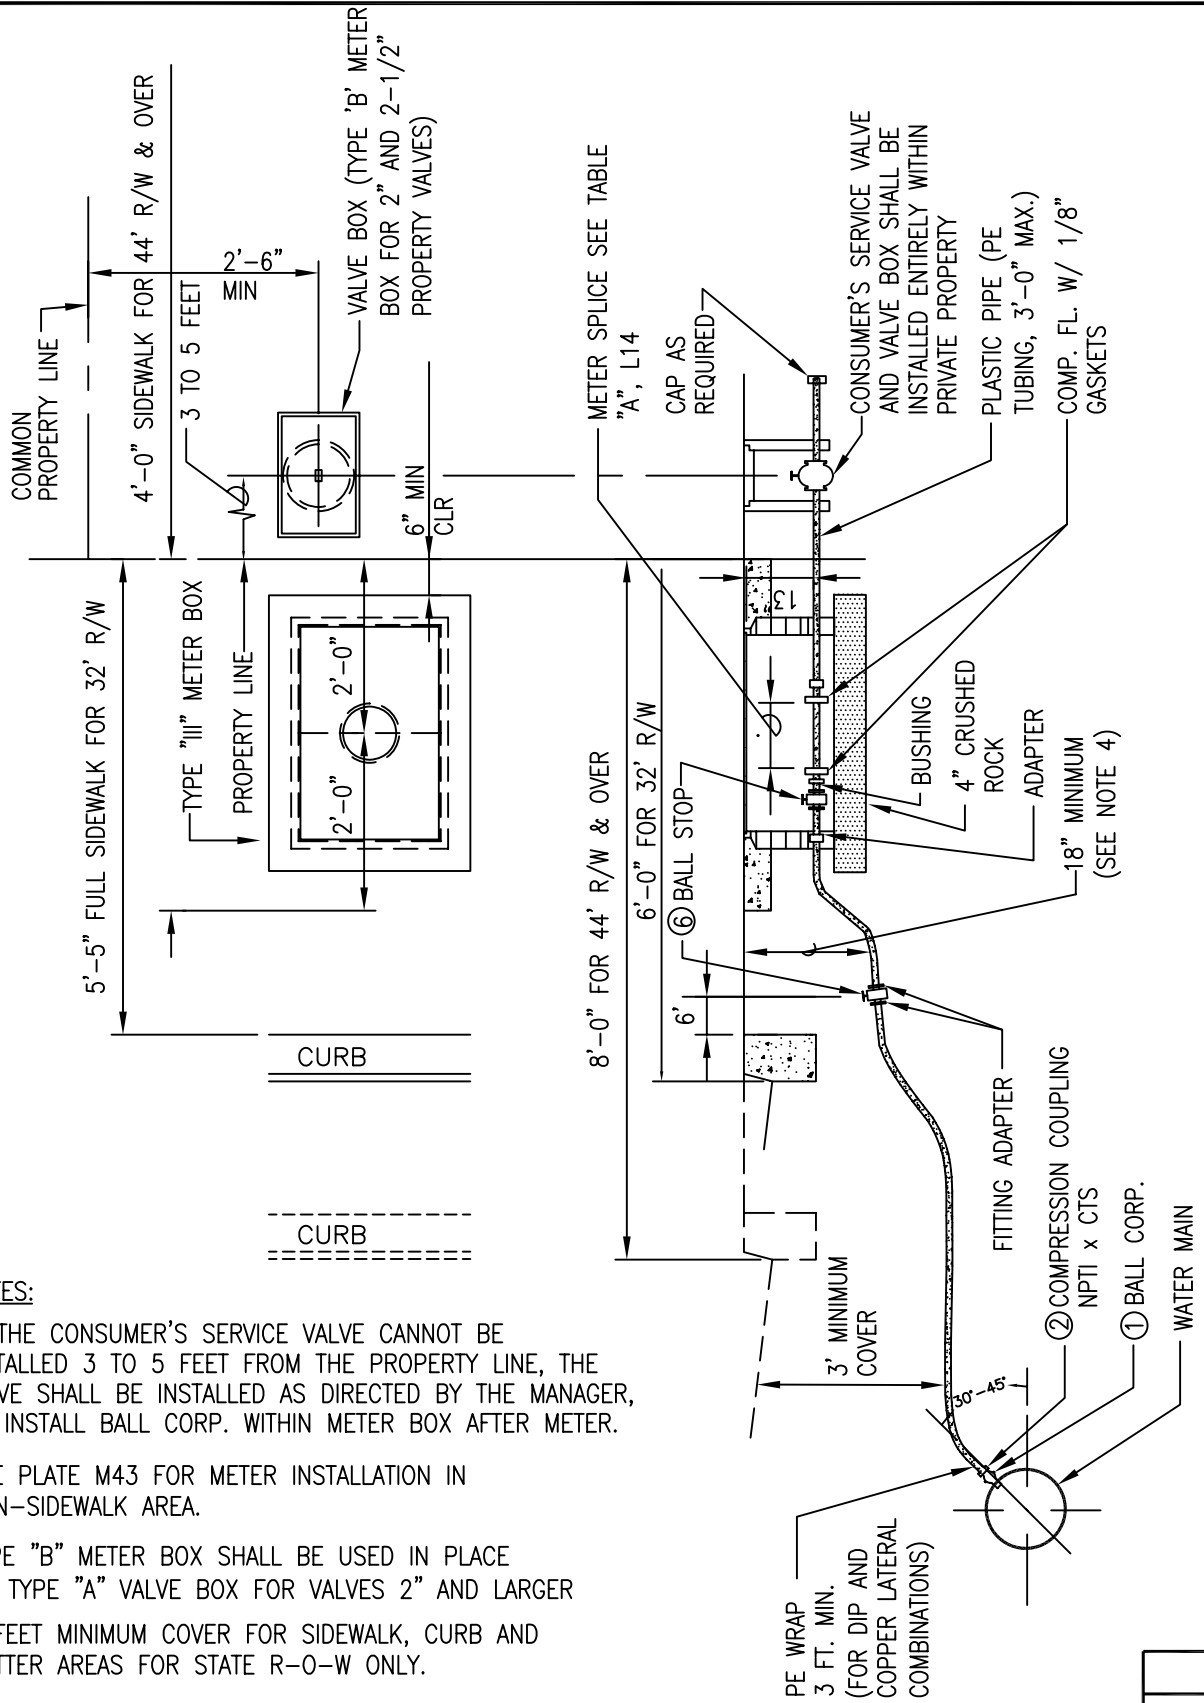 COMMON
PROPERTY LINE
4'-0" SIDEWALK FOR 44' R/W & OVER
3 TO 5 FEET
2'-6"
MIN
VALVE BOX (TYPE 'B' METER
BOX FOR 2" AND 2-1/2"
PROPERTY VALVES)
5'-5" FULL SIDEWALK FOR 32' R/W
TYPE "III" METER BOX
PROPERTY LINE
2'-0"
2'-0"
6" MIN
CLR
CURB
CURB
METER SPLICE SEE TABLE
"A", L14
CAP AS
REQUIRED
CONSUMER'S SERVICE VALVE
AND VALVE BOX SHALL BE
INSTALLED ENTIRELY WITHIN
PRIVATE PROPERTY
PLASTIC PIPE (PE
TUBING, 3'-0" MAX.)
COMP. FL. W/ 1/8"
GASKETS
8'-0" FOR 44' R/W & OVER
6'-0" FOR 32' R/W
6 BALL STOP
6'
13"
BUSHING
4" CRUSHED
ROCK
ADAPTER
18" MINIMUM
(SEE NOTE 4)
FITTING ADAPTER
2 COMPRESSION COUPLING
NPTI x CTS
1 BALL CORP.
WATER MAIN
3' MINIMUM
COVER
30°-45°
PE WRAP
3 FT. MIN.
(FOR DIP AND
COPPER LATERAL
COMBINATIONS)
TES:
THE CONSUMER'S SERVICE VALVE CANNOT BE
TALLED 3 TO 5 FEET FROM THE PROPERTY LINE, THE
VE SHALL BE INSTALLED AS DIRECTED BY THE MANAGER,
INSTALL BALL CORP. WITHIN METER BOX AFTER METER.
E PLATE M43 FOR METER INSTALLATION IN
N-SIDEWALK AREA.
PE "B" METER BOX SHALL BE USED IN PLACE
TYPE "A" VALVE BOX FOR VALVES 2" AND LARGER
FEET MINIMUM COVER FOR SIDEWALK, CURB AND
TTER AREAS FOR STATE R-O-W ONLY.